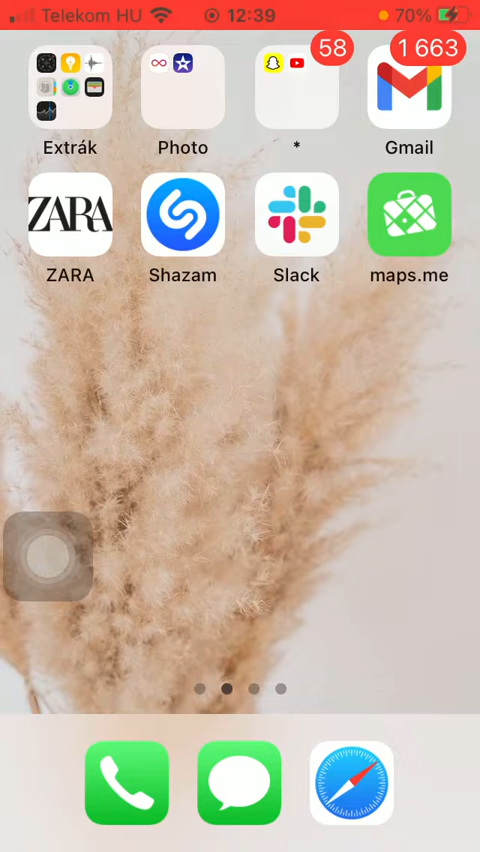 Telekom HU 12:39 70%
58 1 663
Extrák Photo * Gmail
ZARA
ZARA Shazam Slack maps.me